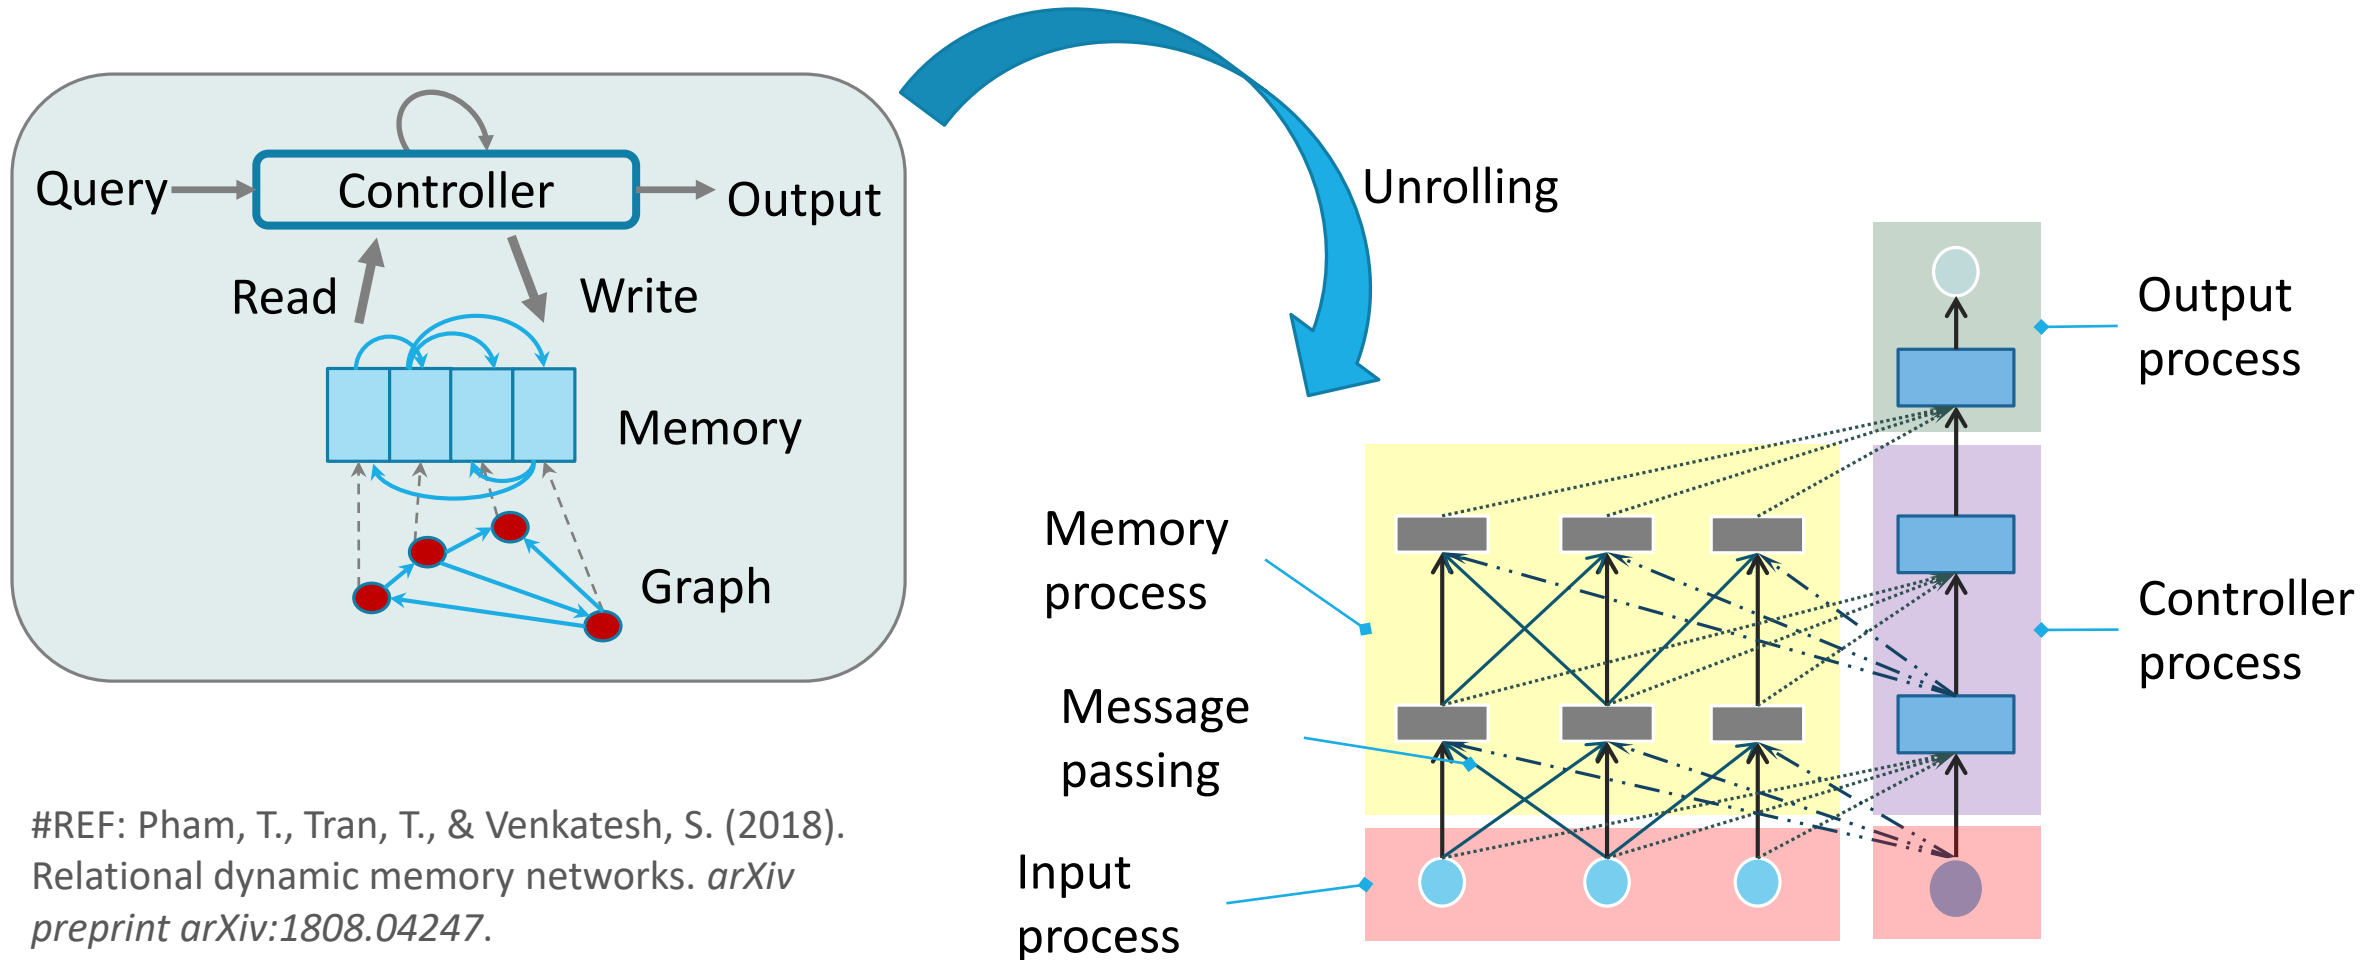 Query
Controller
Output
Read
Write
Memory
Graph
Unrolling
Output
process
Memory
process
Controller
process
Message
passing
Input
process
#REF: Pham, T., Tran, T., & Venkatesh, S. (2018).
Relational dynamic memory networks. arXiv
preprint arXiv:1808.04247.